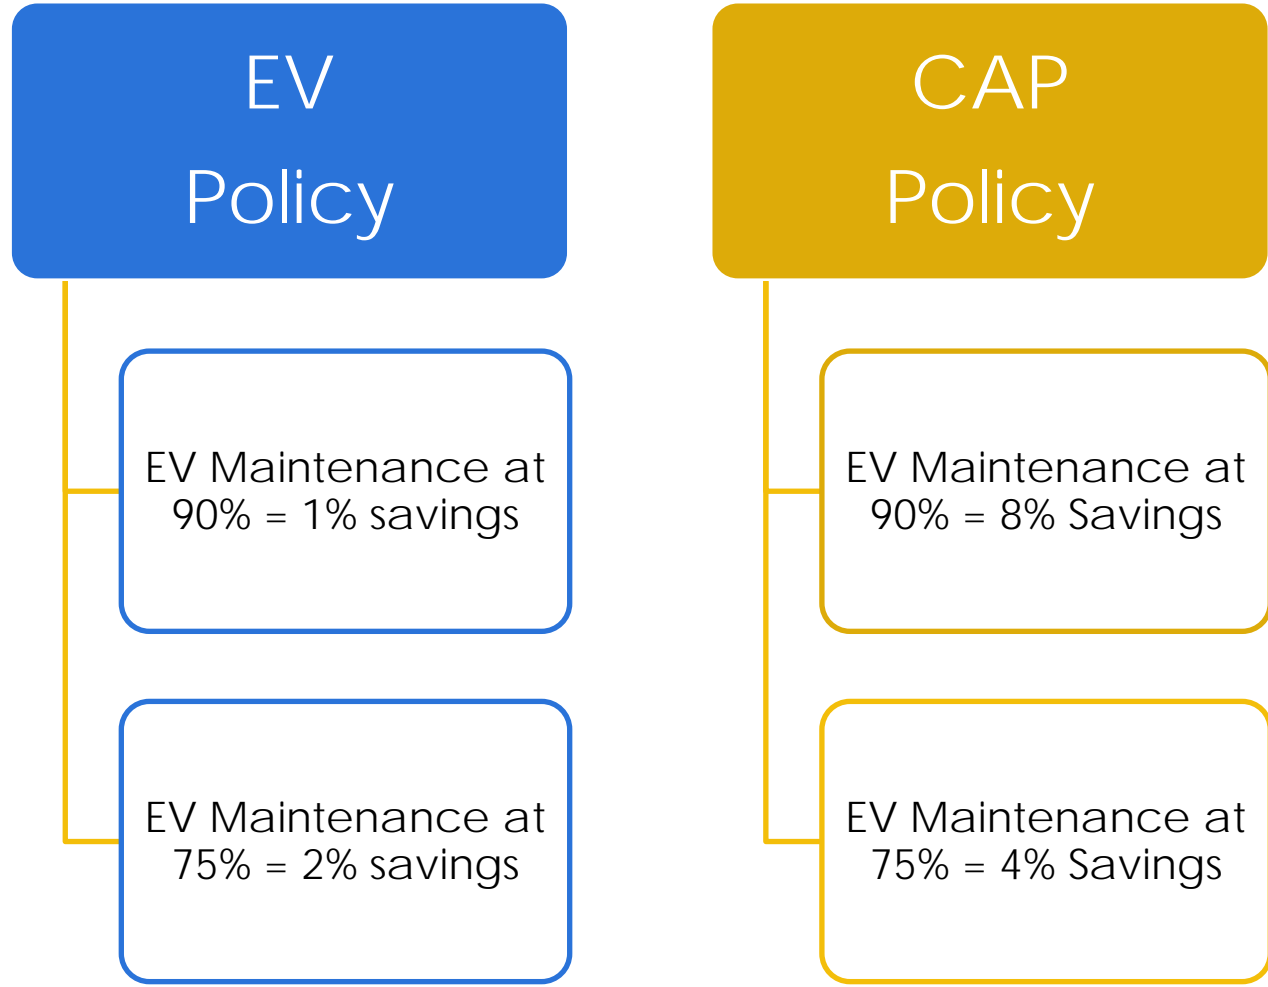 EV
Policy
EV Maintenance at
90% = 1% savings
EV Maintenance at
75% = 2% savings
CAP
Policy
EV Maintenance at
90% = 8% Savings
EV Maintenance at
75% = 4% Savings